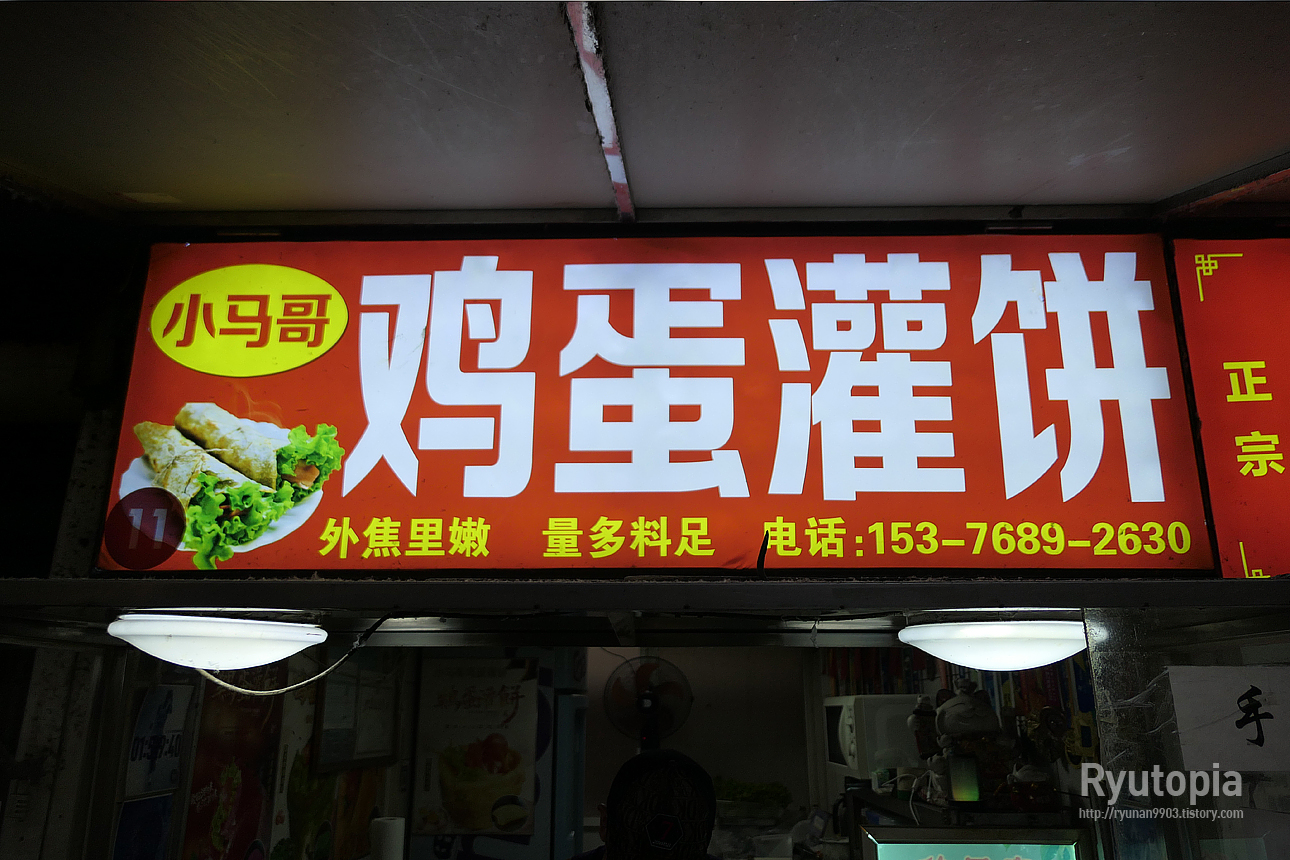 小马哥
鸡蛋灌饼
11
外焦里嫩 量多料足 电话:153-7689-2630
正宗
手
Ryutopia
http://ryunan9903.tistory.com